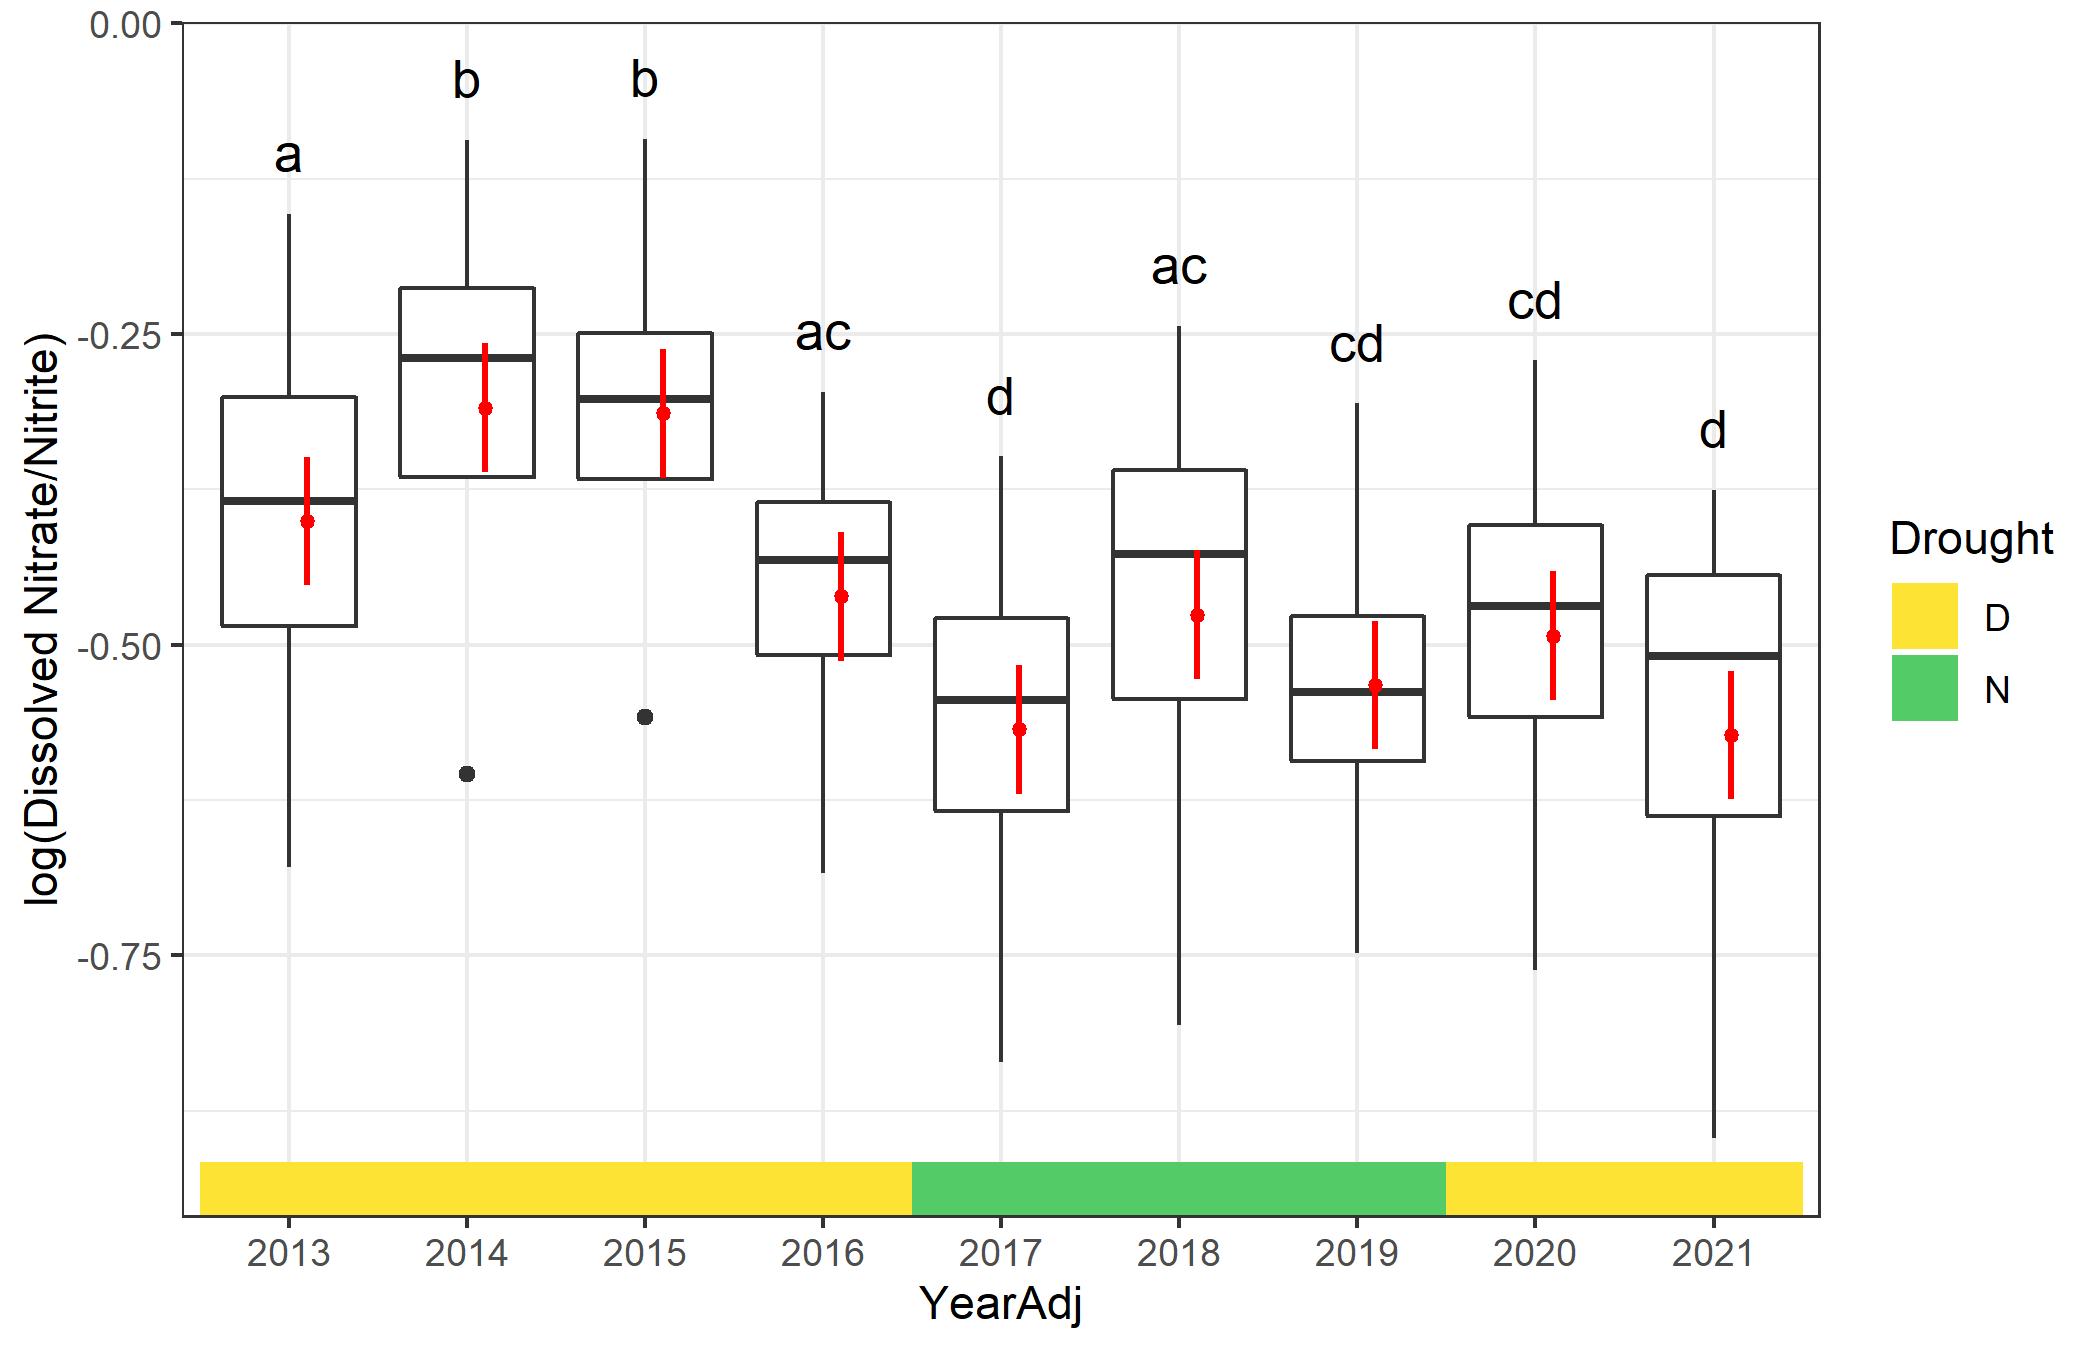 0.00
-0.25
-0.50
-0.75
log(Dissolved Nitrate/Nitrite)
a
b
b
ac
d
ac
cd
cd
d
2013 2014 2015 2016 2017 2018 2019 2020 2021
YearAdj
Drought
D
N